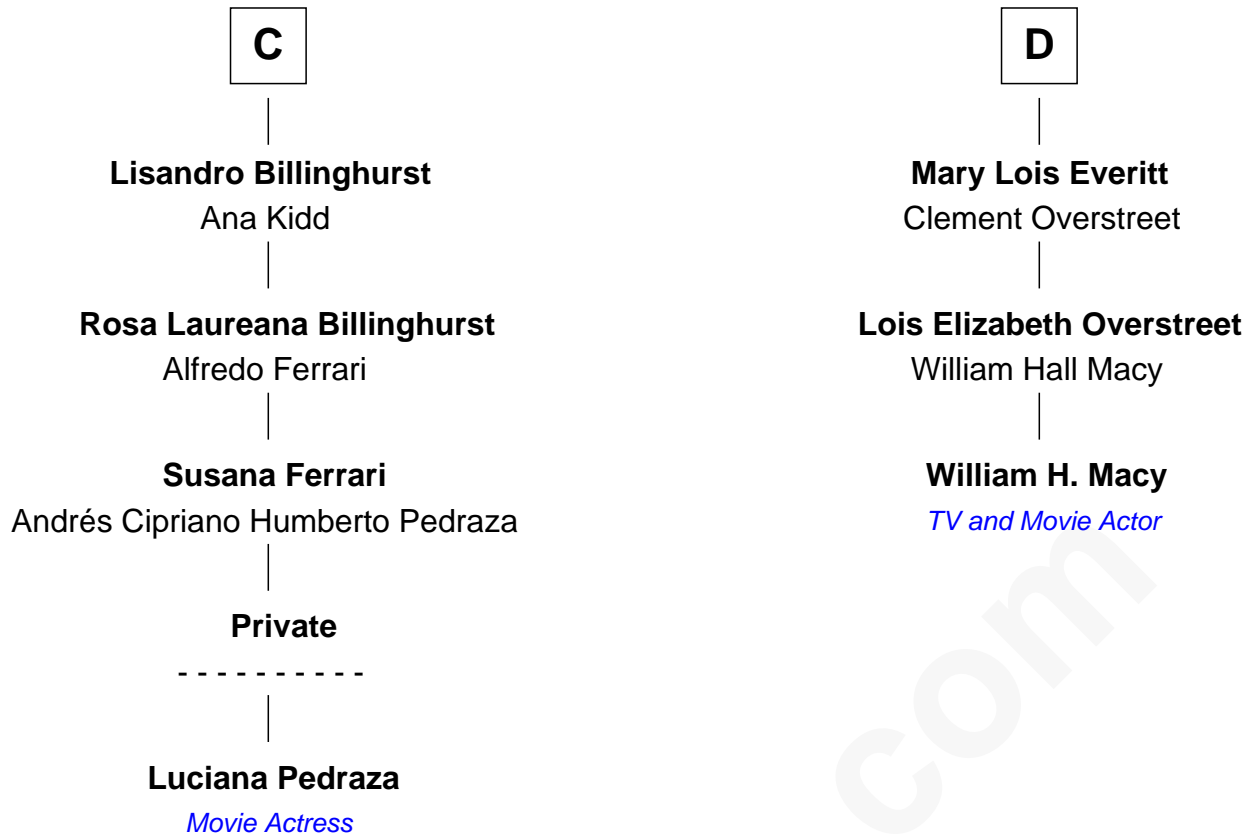 C
Lisandro Billinghurst
Ana Kidd
Rosa Laureana Billinghurst
Alfredo Ferrari
Susana Ferrari
Andrés Cipriano Humberto Pedraza
Private
- - - - - - - - - -
Luciana Pedraza
Movie Actress
D
Mary Lois Everitt
Clement Overstreet
Lois Elizabeth Overstreet
William Hall Macy
William H. Macy
TV and Movie Actor
com